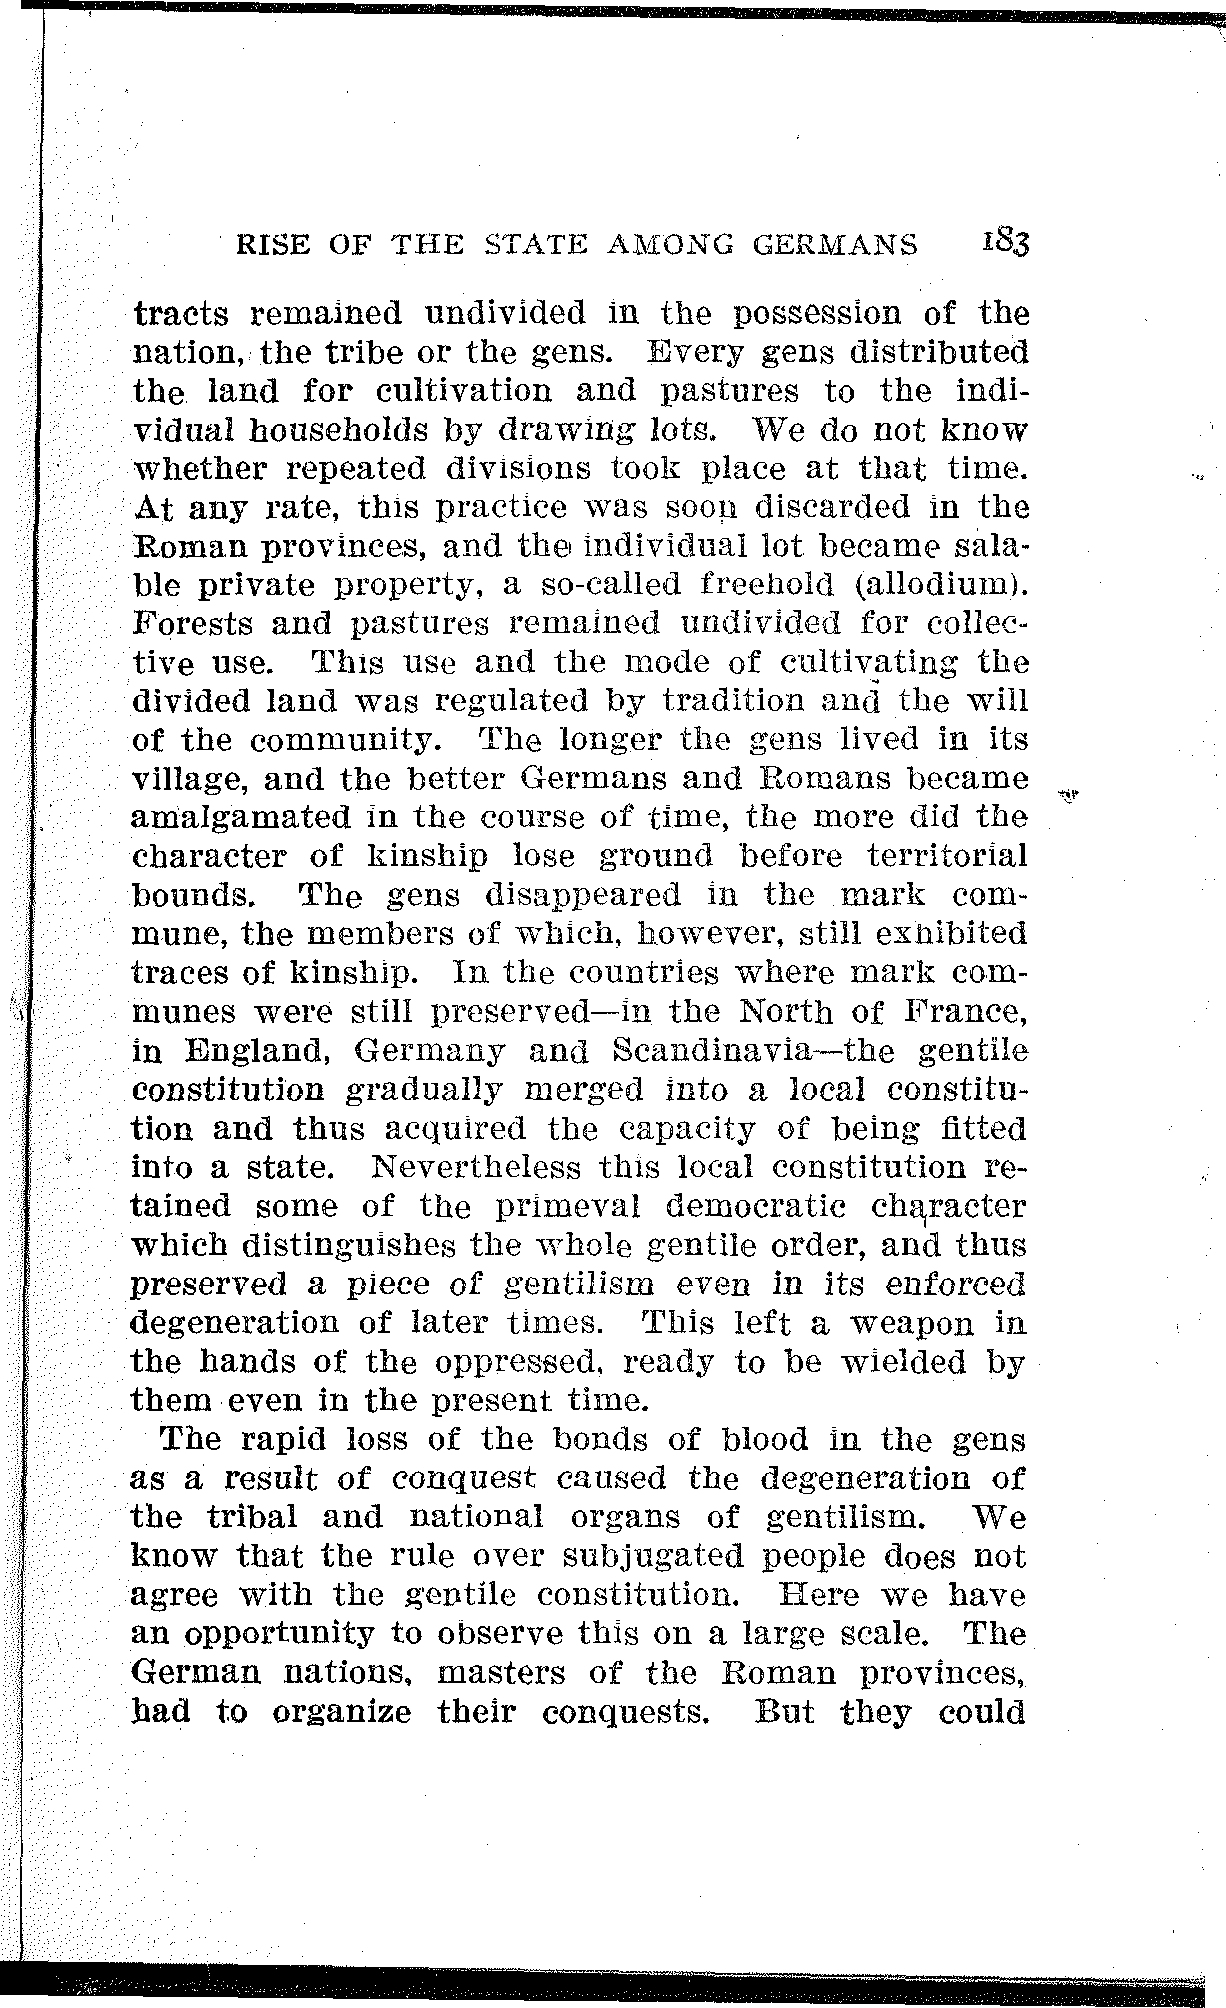 RISE OF THE STATE AMONG GERMANS 183
tracts remained undivided in the possession of the
nation, the tribe or the gens. Every gens distributed
the land for cultivation and pastures to the indi-
vidual households by drawing lots. We do not know
whether repeated divisions took place at that time.
At any rate, this practice was soon discarded in the
Roman provinces, and the individual lot became sala-
ble private property, a so-called freehold (allodium).
Forests and pastures remained undivided for collec-
tive use. This use and the mode of cultivating the
divided land was regulated by tradition and the will
of the community. The longer the gens lived in its
village, and the better Germans and Romans became
amalgamated in the course of time, the more did the
character of kinship lose ground before territorial
bounds. The gens disappeared in the mark com-
mune, the members of which, however, still exhibited
traces of kinship. In the countries where mark com-
munes were still preserved—in the North of France,
in England, Germany and Scandinavia—the gentile
constitution gradually merged into a local constitu-
tion and thus acquired the capacity of being fitted
into a state. Nevertheless this local constitution re-
tained some of the primeval democratic character
which distinguishes the whole gentile order, and thus
preserved a piece of gentilism even in its enforced
degeneration of later times. This left a weapon in
the hands of the oppressed, ready to be wielded by
them even in the present time.
The rapid loss of the bonds of blood in the gens
as a result of conquest caused the degeneration of
the tribal and national organs of gentilism. We
know that the rule over subjugated people does not
agree with the gentile constitution. Here we have
an opportunity to observe this on a large scale. The
German nations, masters of the Roman provinces,
had to organize their conquests. But they could